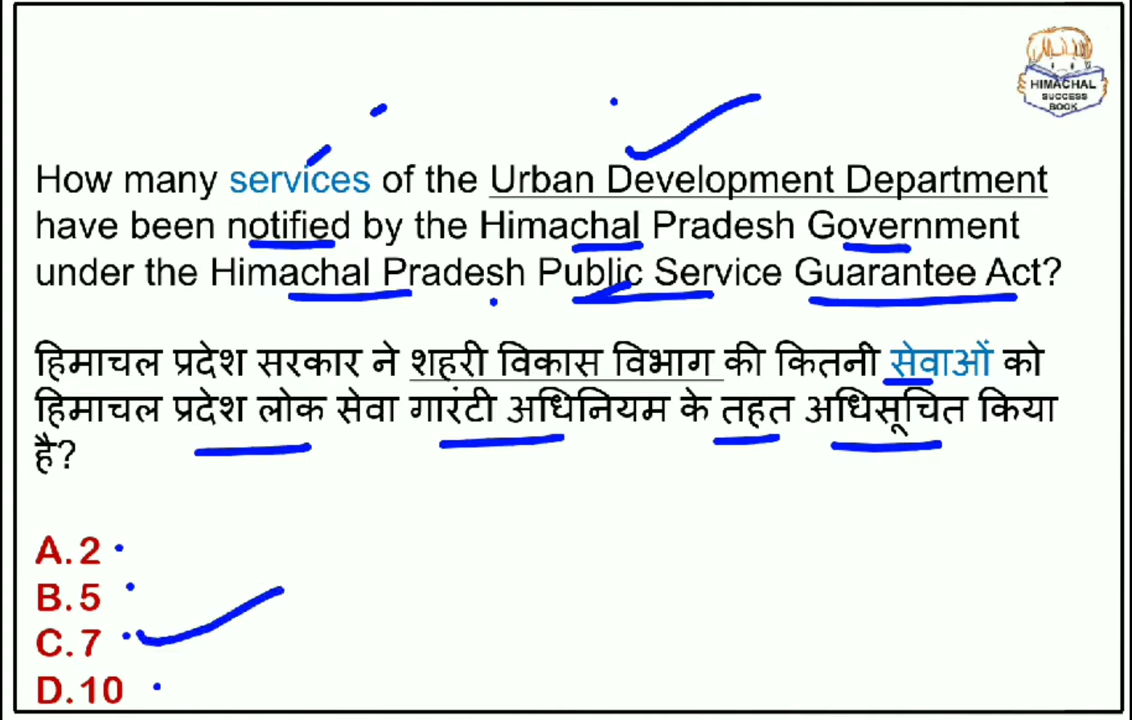 HIMACHAL
SUCCESS
BOOK
How many services of the Urban Development Department
have been notified by the Himachal Pradesh Government
under the Himachal Pradesh Public Service Guarantee Act?
हिमाचल प्रदेश सरकार ने शहरी विकास विभाग की कितनी सेवाओं को
हिमाचल प्रदेश लोक सेवा गारंटी अधिनियम के तहत अधिसूचित किया
है?
A. 2
B. 5
C. 7
D. 10